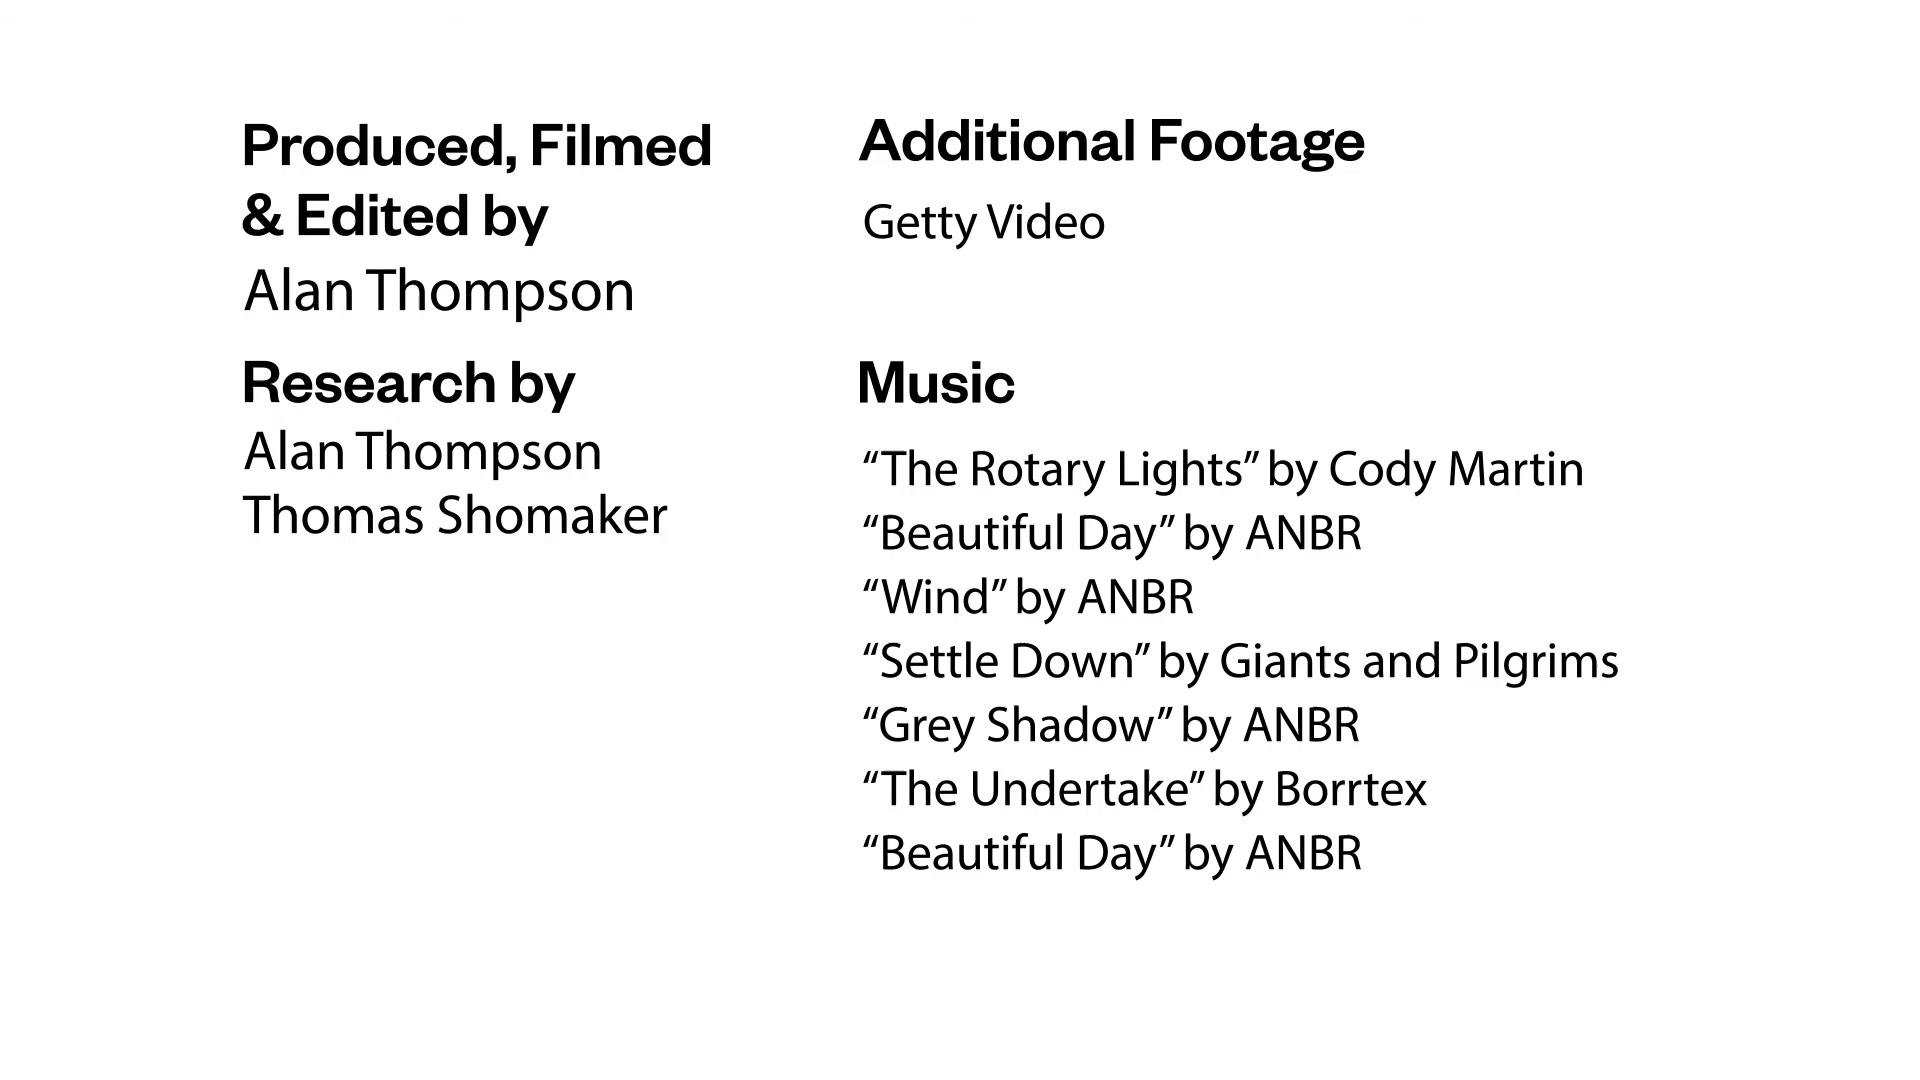 Produced, Filmed
& Edited by
Alan Thompson
Research by
Alan Thompson
Thomas Shomaker
Additional Footage
Getty Video
Music
“The Rotary Lights” by Cody Martin
“Beautiful Day” by ANBR
“Wind” by ANBR
“Settle Down” by Giants and Pilgrims
“Grey Shadow” by ANBR
“The Undertake” by Borrtex
“Beautiful Day” by ANBR